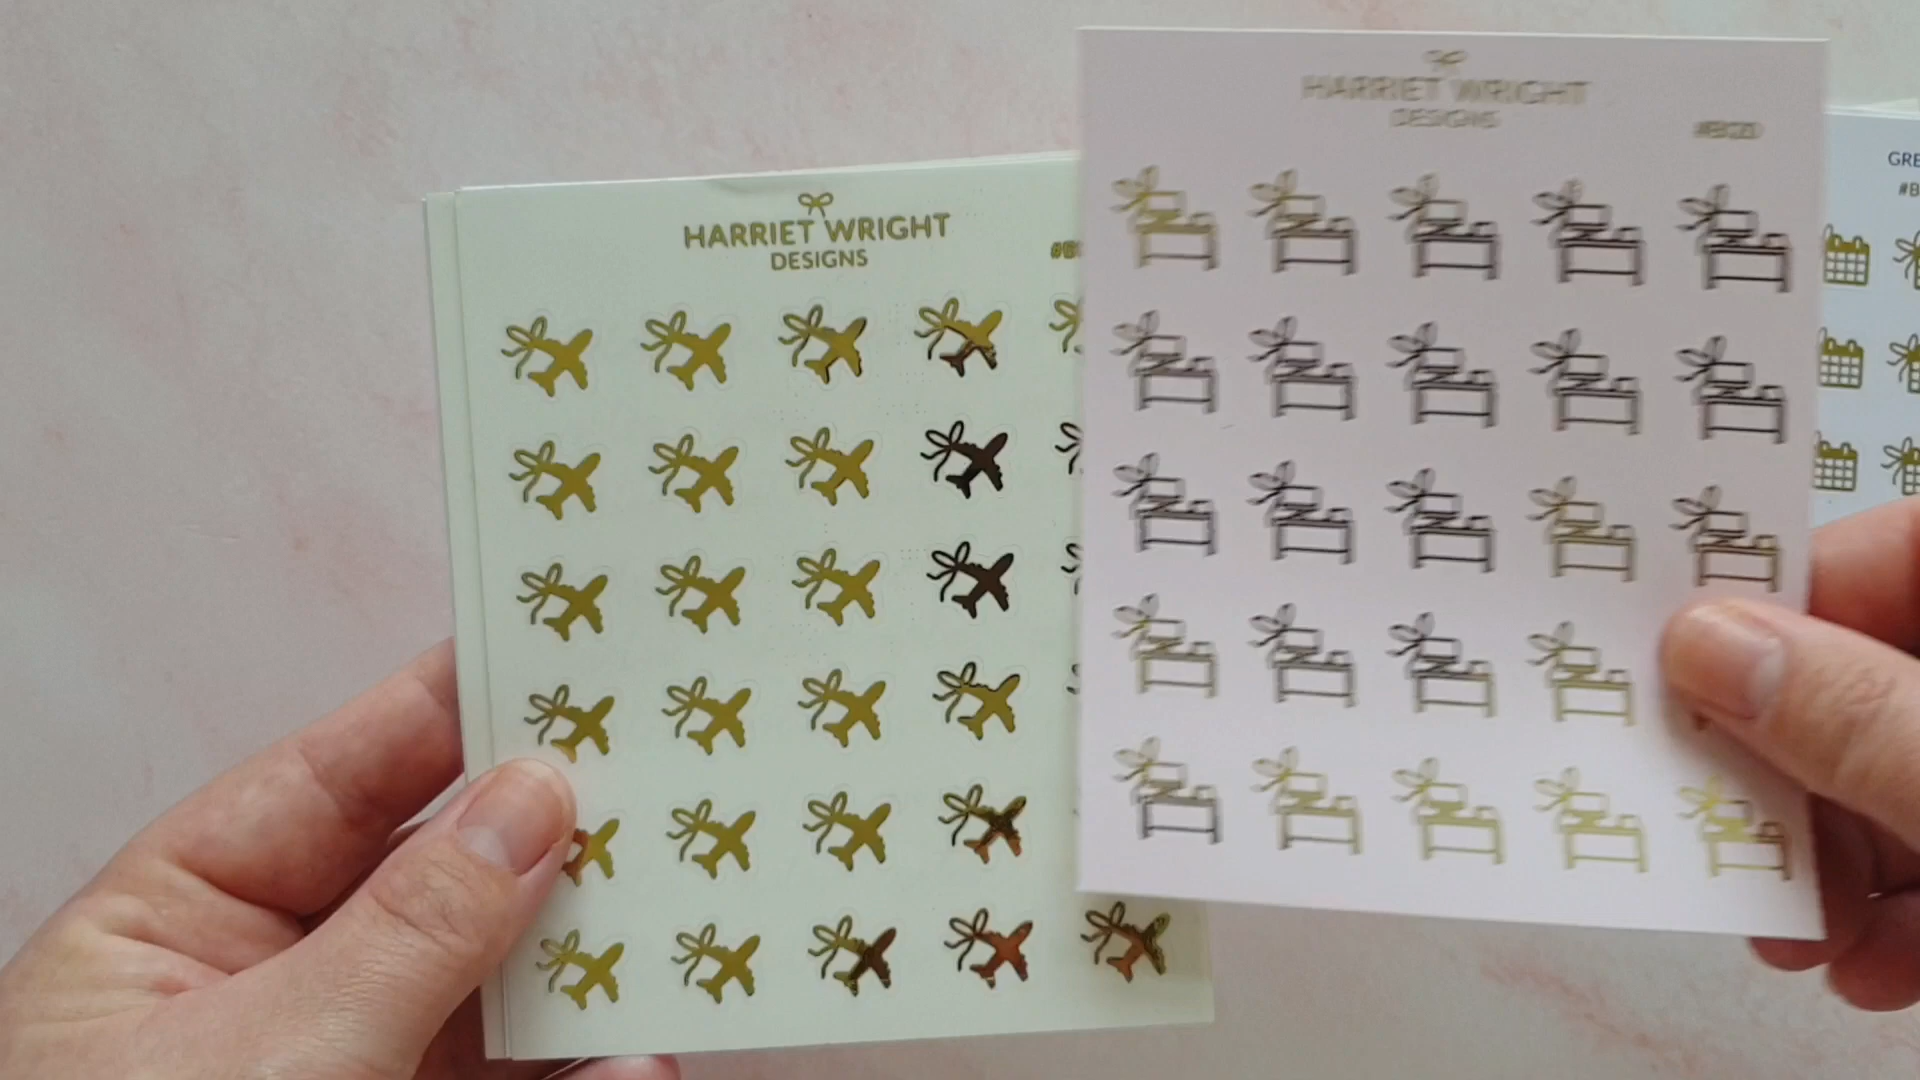 HARRIET WRIGHT
DESIGNS
#B
HARRIET WRIGHT
DESIGNS
GRE
#B